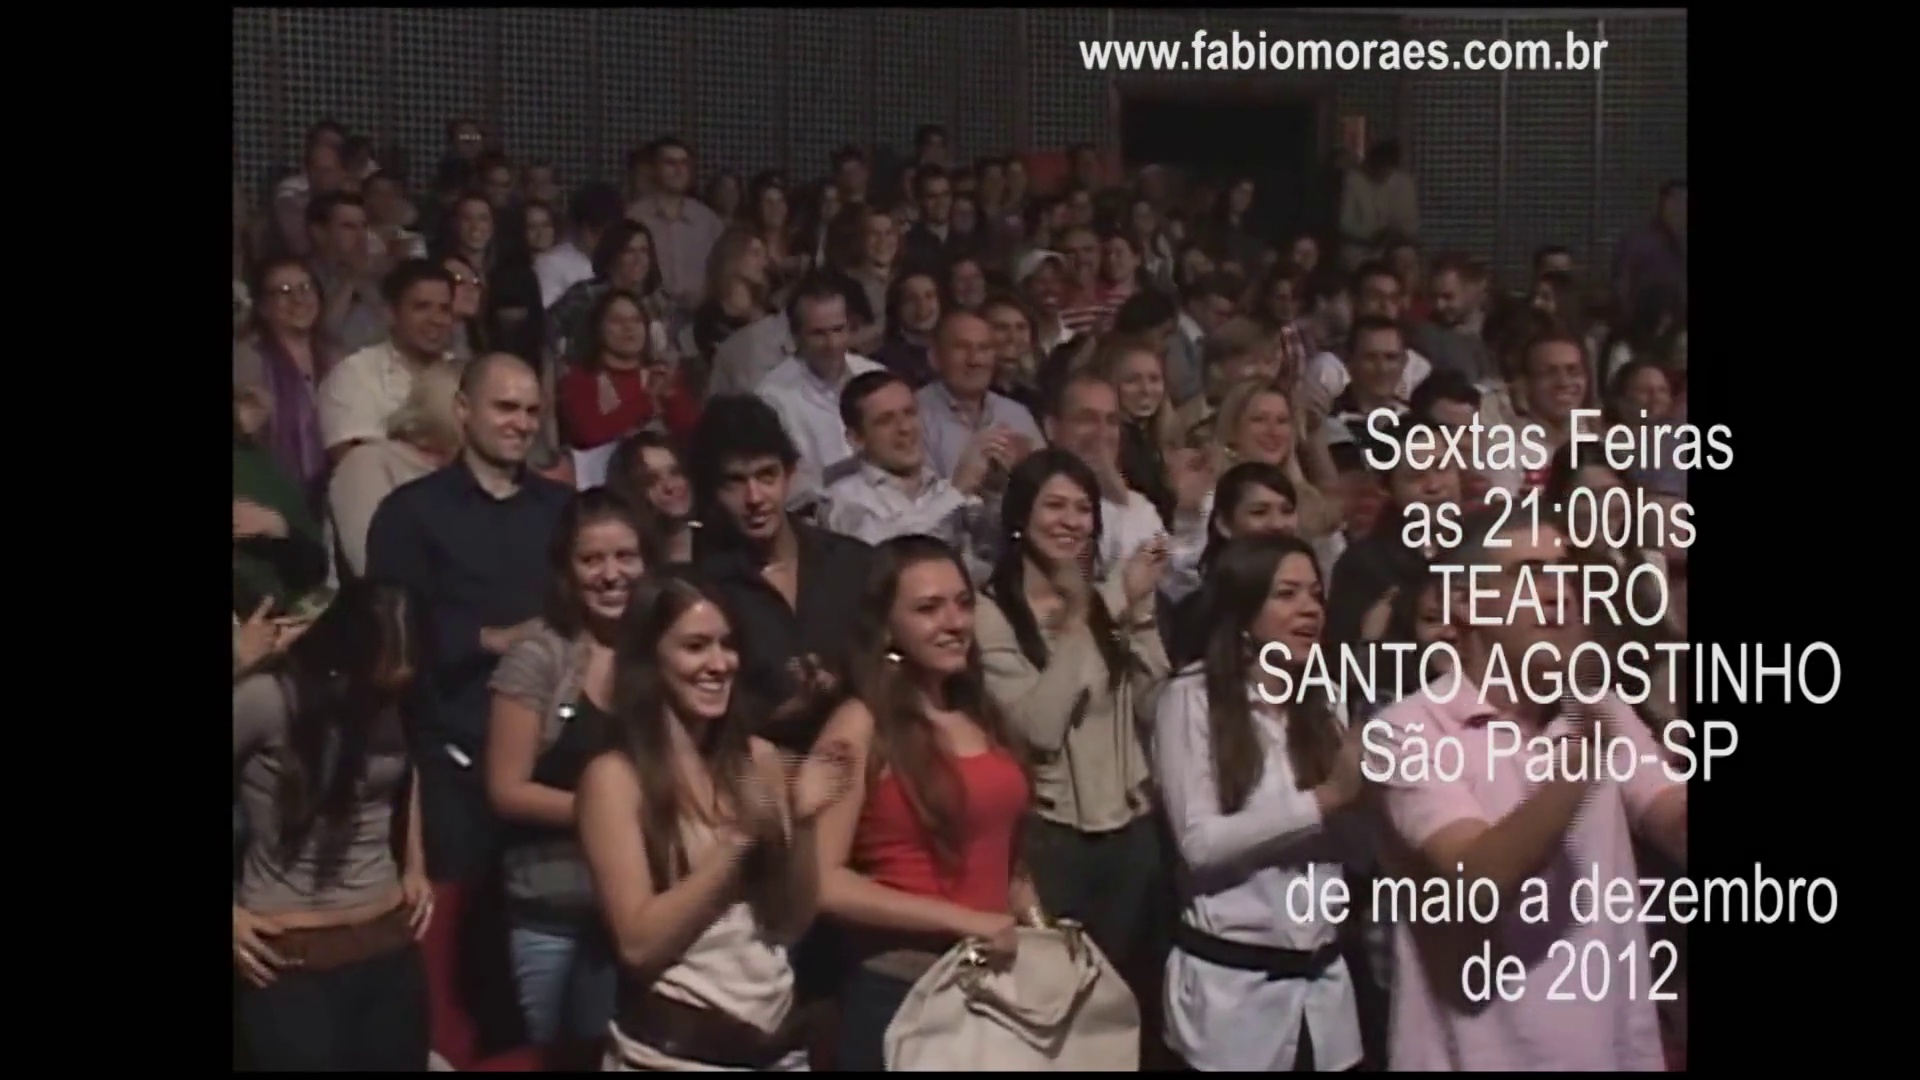 www.fabiomoraes.com.br
Sextas Feiras
as 21:00hs
TEATRO
SANTO AGOSTINHO
São Paulo-SP
de maio a dezembro
de 2012